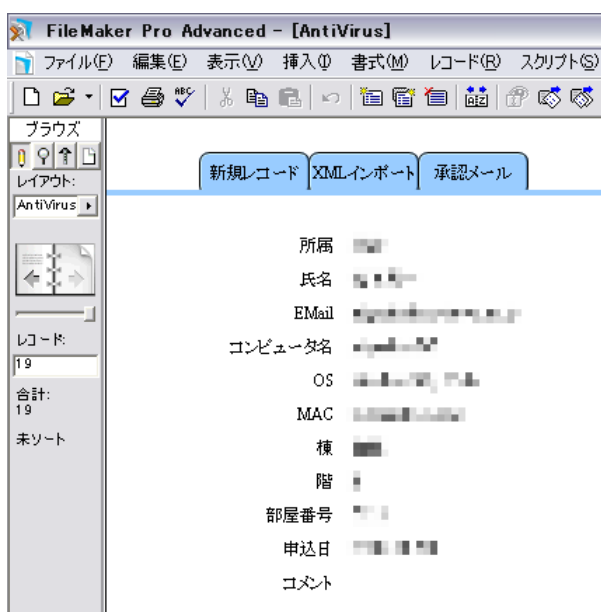 FileMaker Pro Advanced - [AntiVirus]
ファイル(F) 編集(E) 表示(V) 挿入(I) 書式(M) レコード(R) スクリプト(S)
ブラウズ
レイアウト:
AntiVirus
レコード:
19
合計:
19
未ソート
新規レコード XMLインポート 承認メール
所属
氏名
EMail
コンピュータ名
OS
MAC
棟
階
部屋番号
申込日
コメント